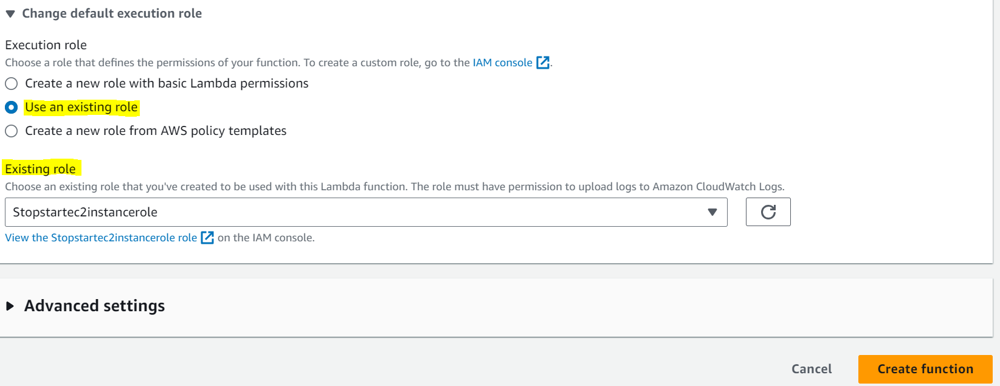 Change default execution role
Execution role
Choose a role that defines the permissions of your function. To create a custom role, go to the IAM console.
Create a new role with basic Lambda permissions
Use an existing role
Create a new role from AWS policy templates
Existing role
Choose an existing role that you've created to be used with this Lambda function. The role must have permission to upload logs to Amazon CloudWatch Logs.
Stopstartec2instancerole
View the Stopstartec2instancerole role on the IAM console.
Advanced settings
Cancel Create function